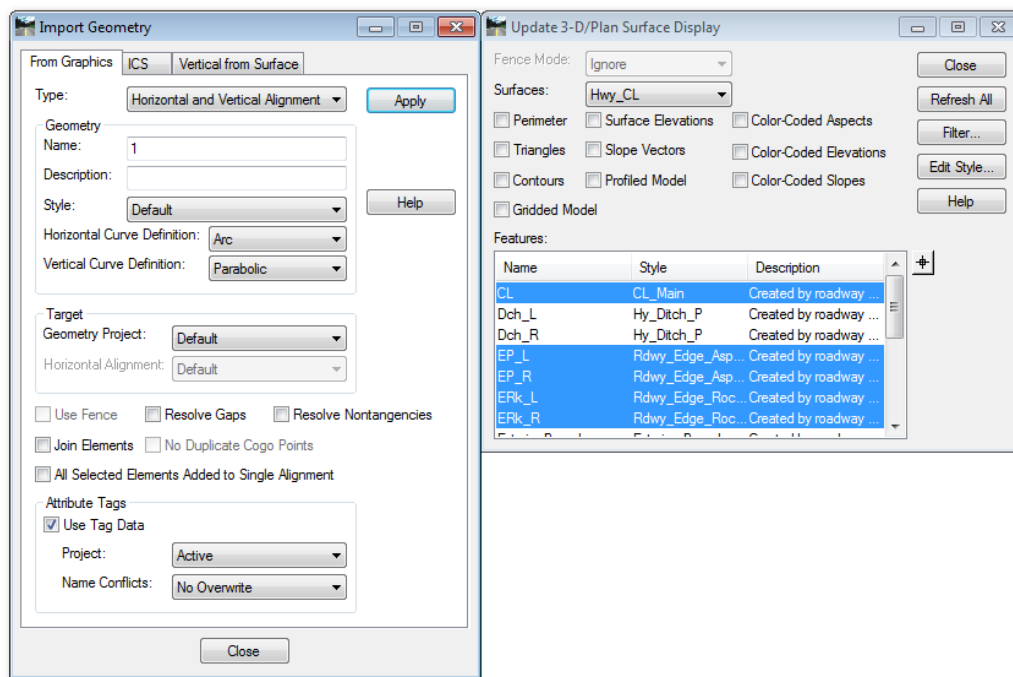 Import Geometry
From Graphics ICS Vertical from Surface
Type: Horizontal and Vertical Alignment Apply
Geometry
Name: 1
Description:
Style: Default Help
Horizontal Curve Definition: Arc
Vertical Curve Definition: Parabolic
Target
Geometry Project: Default
Horizontal Alignment: Default
Use Fence Resolve Gaps Resolve Nontangencies
Join Elements No Duplicate Cogo Points
All Selected Elements Added to Single Alignment
Attribute Tags
Use Tag Data
Project: Active
Name Conflicts: No Overwrite
Close
Update 3-D/Plan Surface Display
Fence Mode: Ignore Close
Surfaces: Hwy_CL Refresh All
Perimeter Surface Elevations Color-Coded Aspects Filter...
Triangles Slope Vectors Color-Coded Elevations Edit Style...
Contours Profiled Model Color-Coded Slopes Help
Gridded Model
Features:
Name Style Description
CL CL_Main Created by roadway ...
Dch_L Hy_Ditch_P Created by roadway ...
Dch_R Hy_Ditch_P Created by roadway ...
EP_L Rdwy_Edge_Asp... Created by roadway ...
EP_R Rdwy_Edge_Asp... Created by roadway ...
ERk_L Rdwy_Edge_Roc... Created by roadway ...
ERk_R Rdwy_Edge_Roc... Created by roadway ...